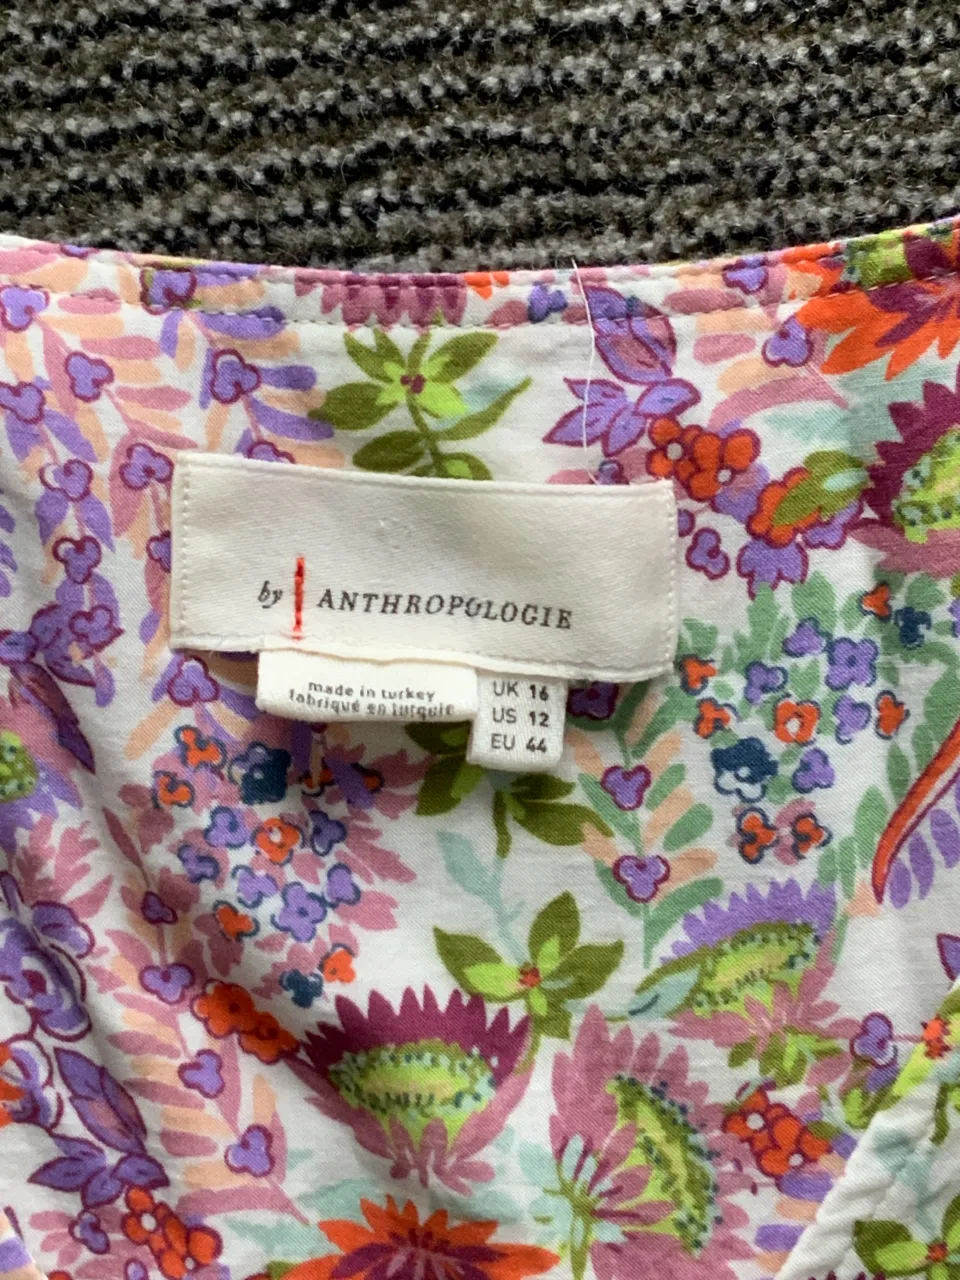 by | ANTHROPOLOGIE
made in turkey
fabriqué en turquie
UK 16
US 12
EU 44